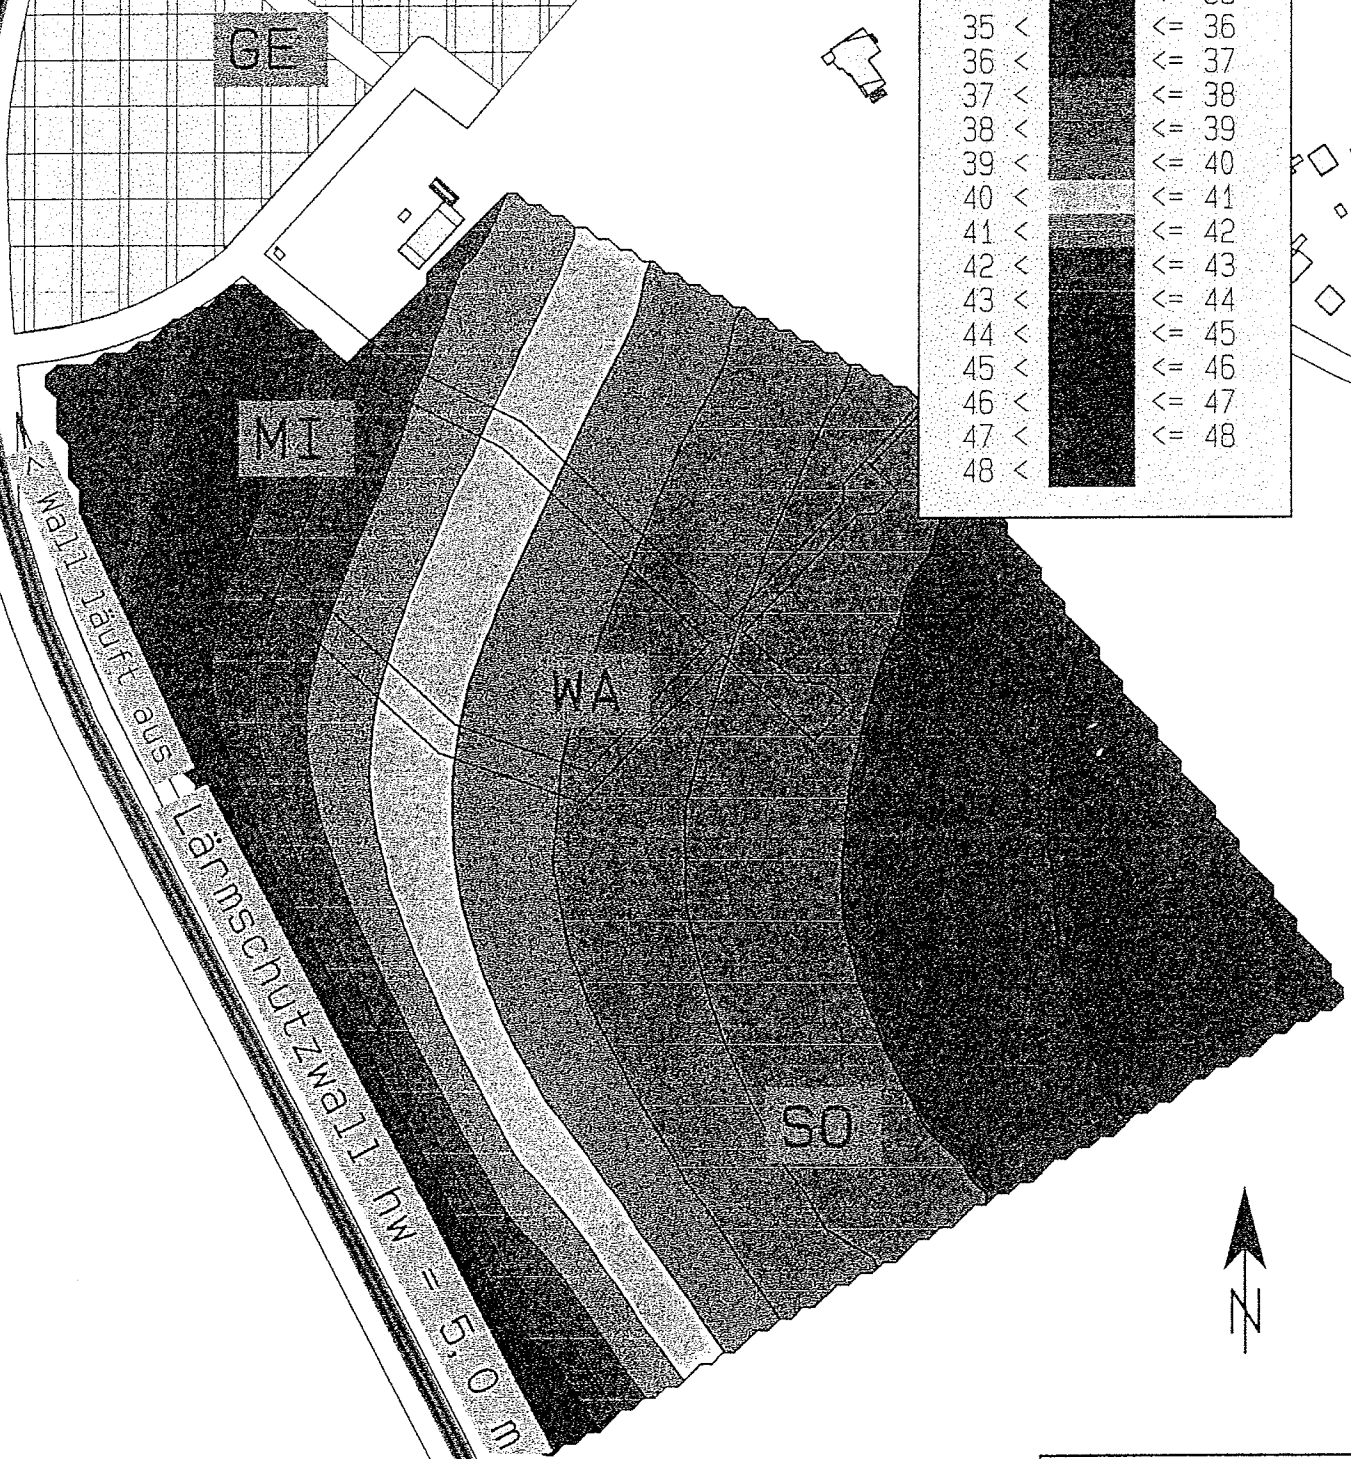 GE
35 < <= 36
36 < <= 37
37 < <= 38
38 < <= 39
39 < <= 40
40 < <= 41
41 < <= 42
42 < <= 43
43 < <= 44
44 < <= 45
45 < <= 46
46 < <= 47
47 < <= 48
48 <
MI
< Wall läuft aus
WA
Lärmschutzwall hw = 5,0 m
SO
N